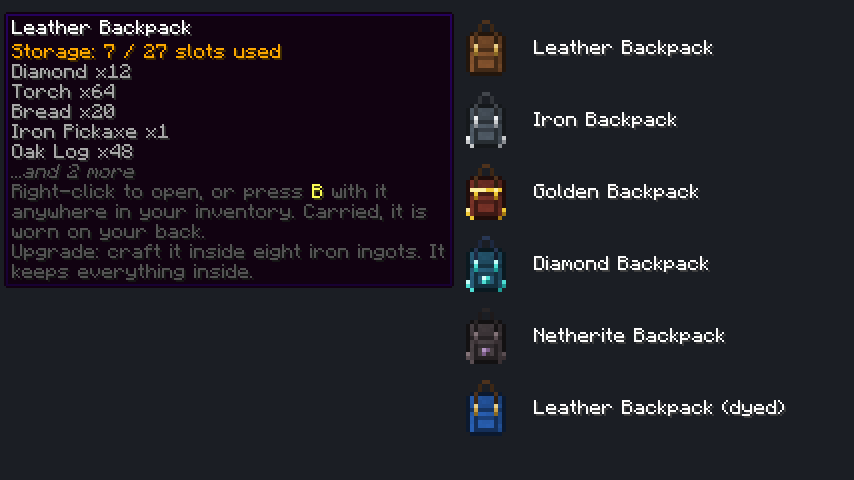 Leather Backpack
Storage: 7 / 27 slots used
Diamond x12
Torch x64
Bread x20
Iron Pickaxe x1
Oak Log x48
...and 2 more
Right-click to open, or press B with it
anywhere in your inventory. Carried, it is
worn on your back.
Upgrade: craft it inside eight iron ingots. It
keeps everything inside.
Leather Backpack
Iron Backpack
Golden Backpack
Diamond Backpack
Netherite Backpack
Leather Backpack (dyed)